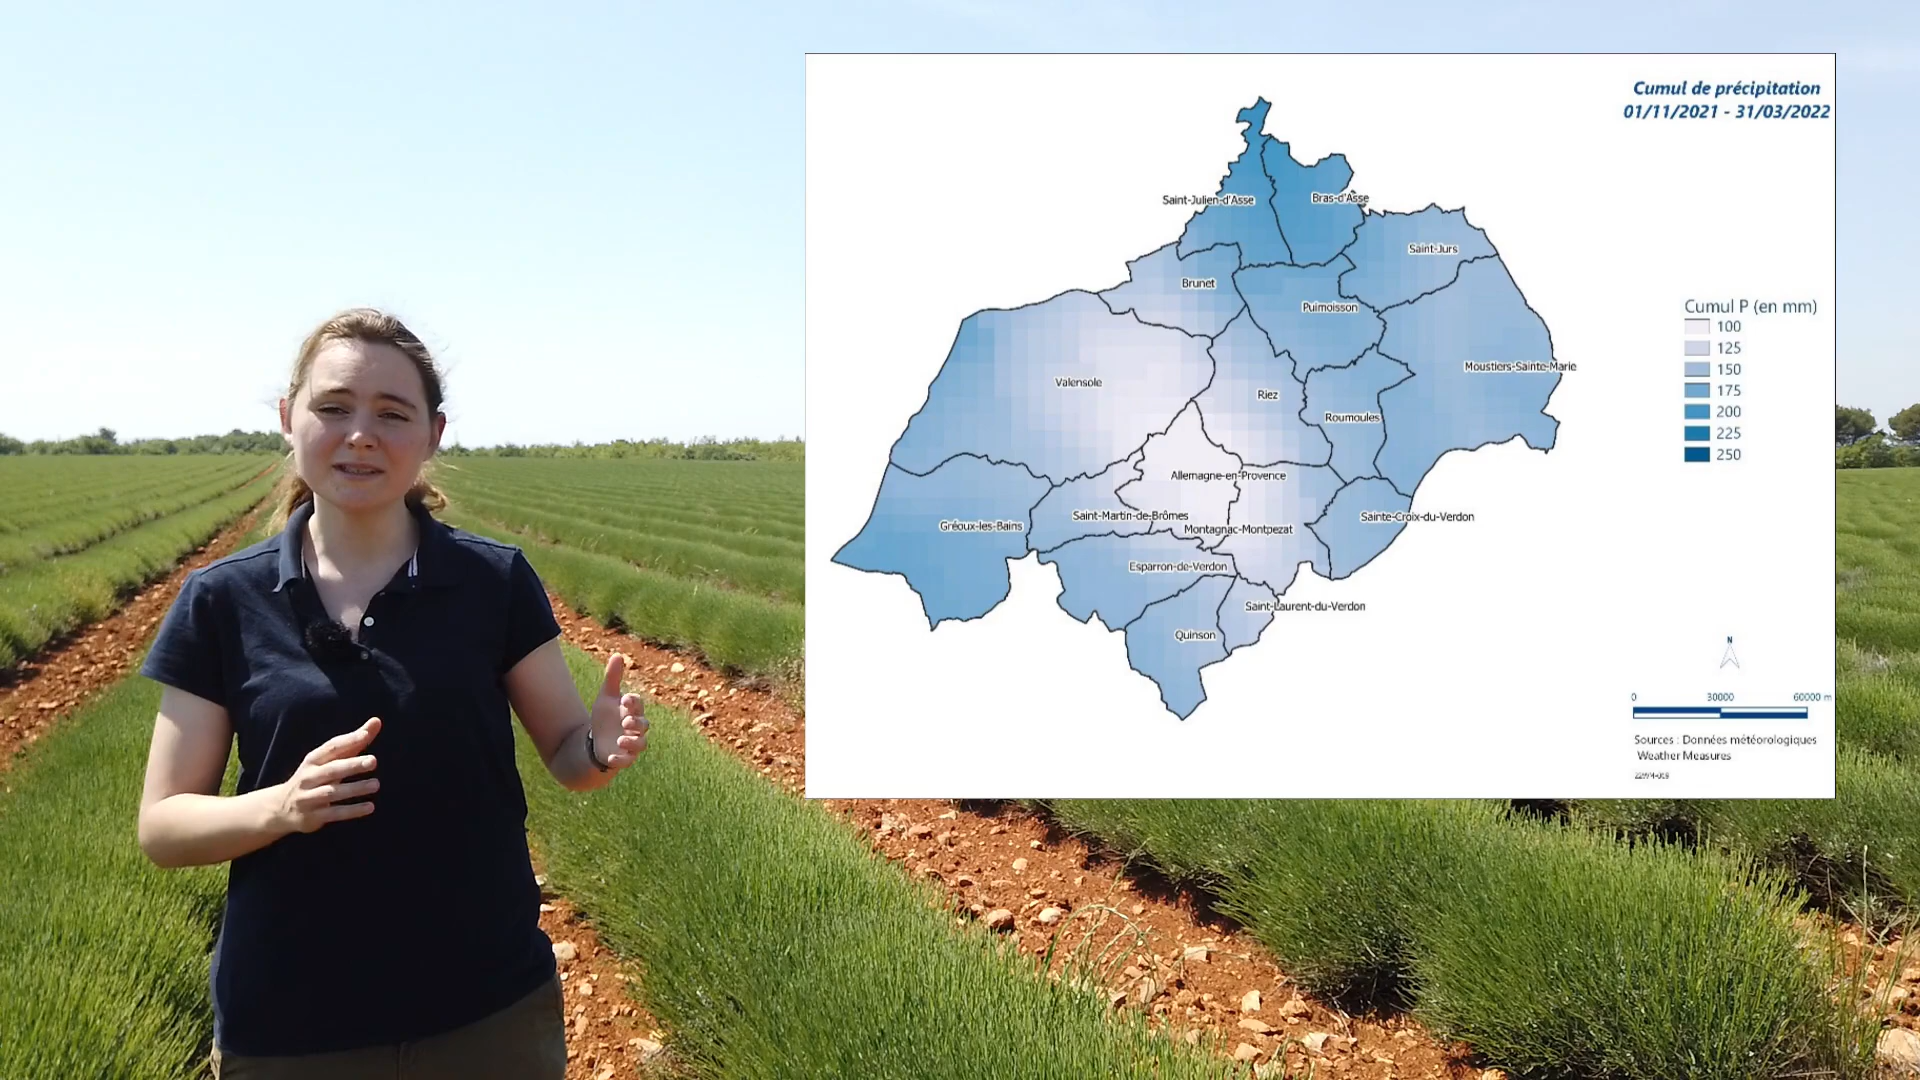 Cumul de précipitation
01/11/2021 - 31/03/2022
Saint-Julien-d'Asse
Bras-d'Asse
Saint-Jurs
Brunet
Puimoisson
Moustiers-Sainte-Marie
Valensole
Riez
Roumoules
Allemagne-en-Provence
Saint-Martin-de-Brômes
Sainte-Croix-du-Verdon
Gréoux-les-Bains
Montagnac-Montpezat
Esparron-de-Verdon
Saint-Laurent-du-Verdon
Quinson
Cumul P (en mm)
100
125
150
175
200
225
250
N
0 30000 60000 m
Sources : Données météorologiques
Weather Measures